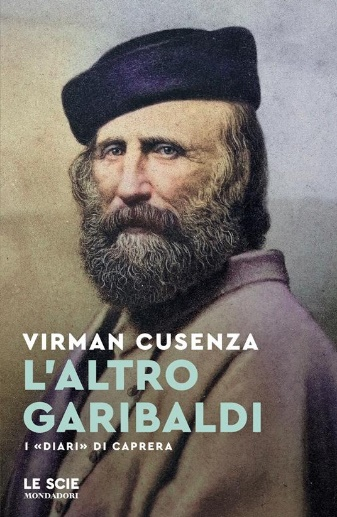 VIRMAN CUSENZA
L'ALTRO
GARIBALDI
I «DIARI» DI CAPRERA
LE SCIE
MONDADORI